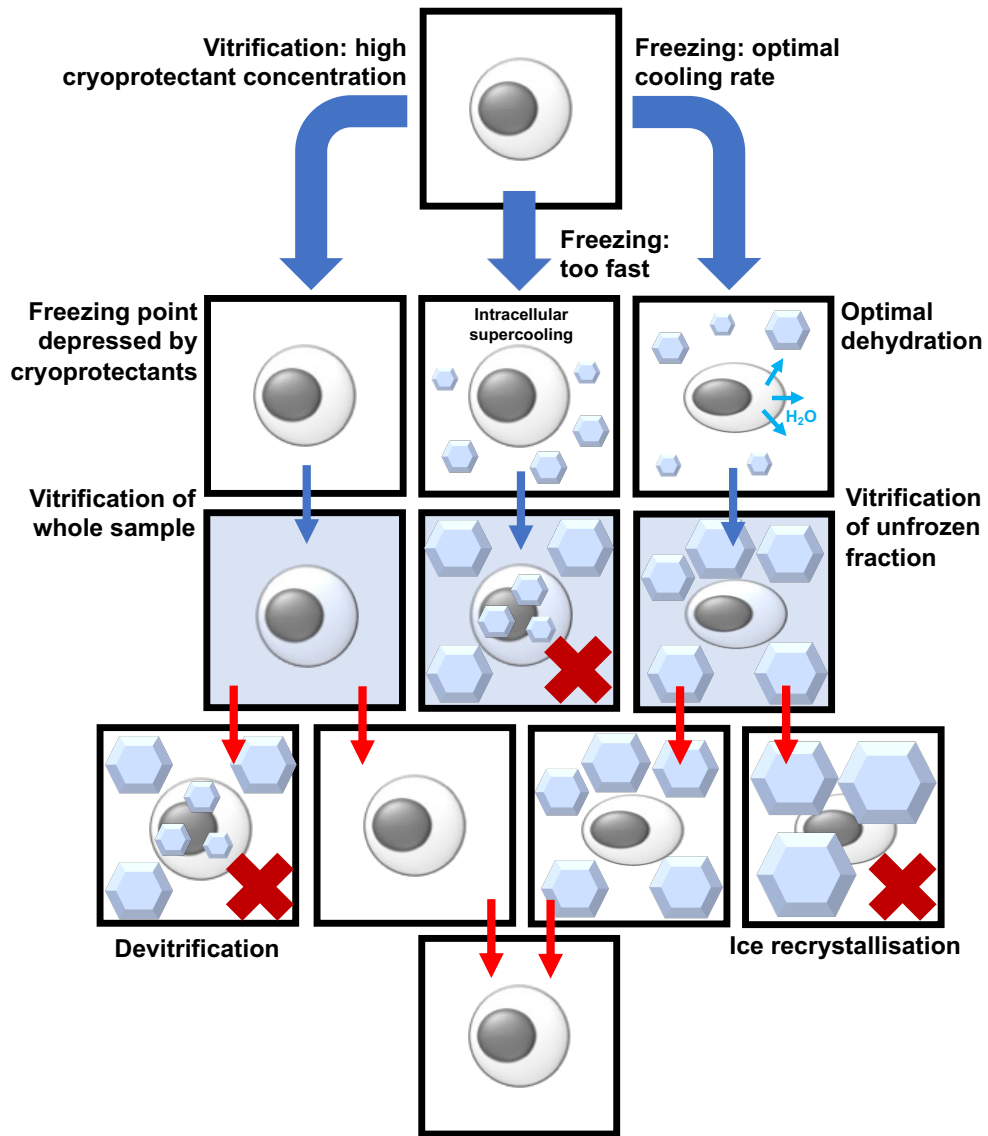 Vitrification: high
cryoprotectant concentration
Freezing: optimal
cooling rate
Freezing:
too fast
Freezing point
depressed by
cryoprotectants
Intracellular
supercooling
Optimal
dehydration
H₂O
Vitrification of
whole sample
Vitrification
of unfrozen
fraction
Devitrification
Ice recrystallisation